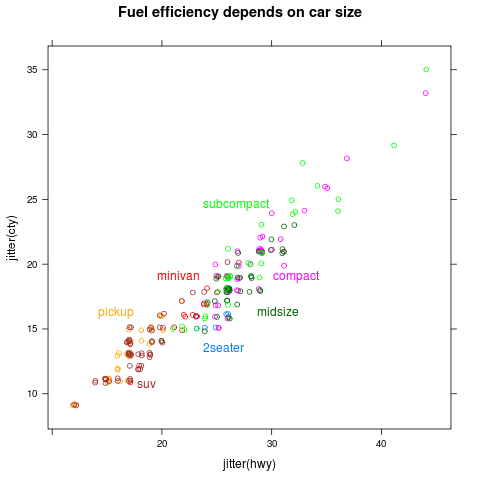 Fuel efficiency depends on car size
35
30
25
20
15
10
jitter(cty)
subcompact
minivan
compact
pickup
midsize
2seater
suv
20
30
40
jitter(hwy)